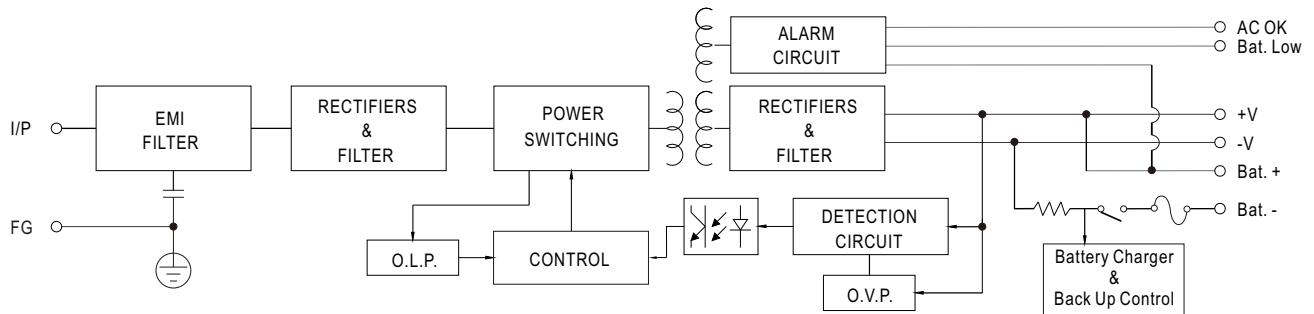 ALARM
CIRCUIT
AC OK
Bat. Low
I/P
EMI
FILTER
RECTIFIERS
&
FILTER
POWER
SWITCHING
RECTIFIERS
&
FILTER
+V
-V
Bat. +
Bat. -
FG
O.L.P.
CONTROL
DETECTION
CIRCUIT
O.V.P.
Battery Charger
&
Back Up Control